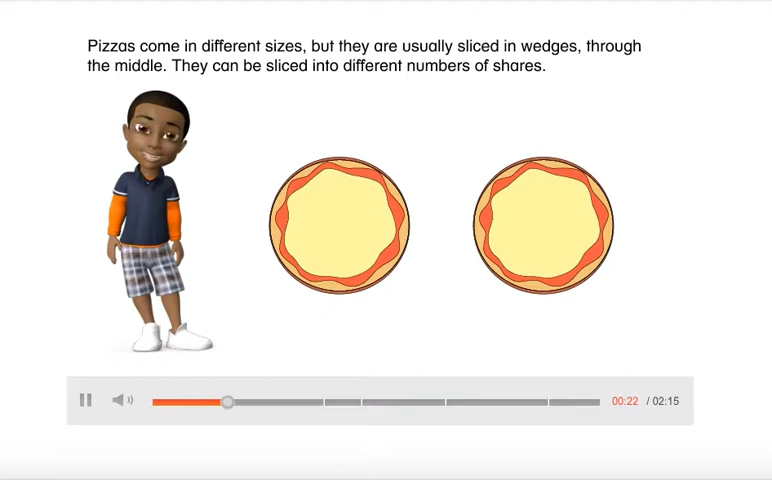 Pizzas come in different sizes, but they are usually sliced in wedges, through
the middle. They can be sliced into different numbers of shares.
00:22 / 02:15